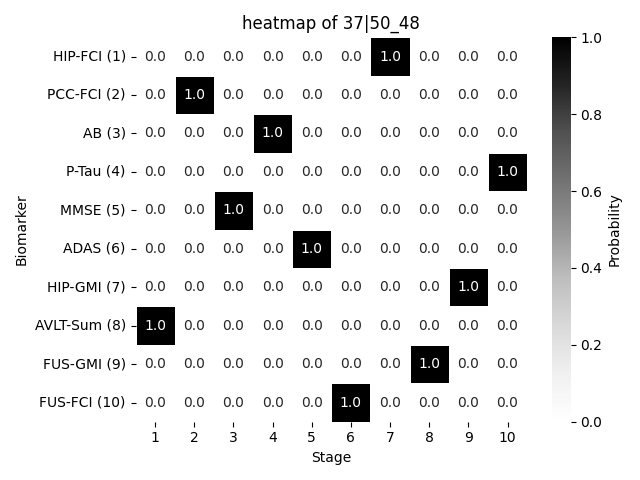 heatmap of 37|50_48
Biomarker
HIP-FCI (1) 0.0 0.0 0.0 0.0 0.0 0.0 1.0 0.0 0.0 0.0
PCC-FCI (2) 0.0 1.0 0.0 0.0 0.0 0.0 0.0 0.0 0.0 0.0
AB (3) 0.0 0.0 0.0 1.0 0.0 0.0 0.0 0.0 0.0 0.0
P-Tau (4) 0.0 0.0 0.0 0.0 0.0 0.0 0.0 0.0 0.0 1.0
MMSE (5) 0.0 0.0 1.0 0.0 0.0 0.0 0.0 0.0 0.0 0.0
ADAS (6) 0.0 0.0 0.0 0.0 1.0 0.0 0.0 0.0 0.0 0.0
HIP-GMI (7) 0.0 0.0 0.0 0.0 0.0 0.0 0.0 0.0 1.0 0.0
AVLT-Sum (8) 1.0 0.0 0.0 0.0 0.0 0.0 0.0 0.0 0.0 0.0
FUS-GMI (9) 0.0 0.0 0.0 0.0 0.0 0.0 0.0 1.0 0.0 0.0
FUS-FCI (10) 0.0 0.0 0.0 0.0 0.0 1.0 0.0 0.0 0.0 0.0
1 2 3 4 5 6 7 8 9 10
Stage
1.0
0.8
0.6
0.4
0.2
0.0
Probability